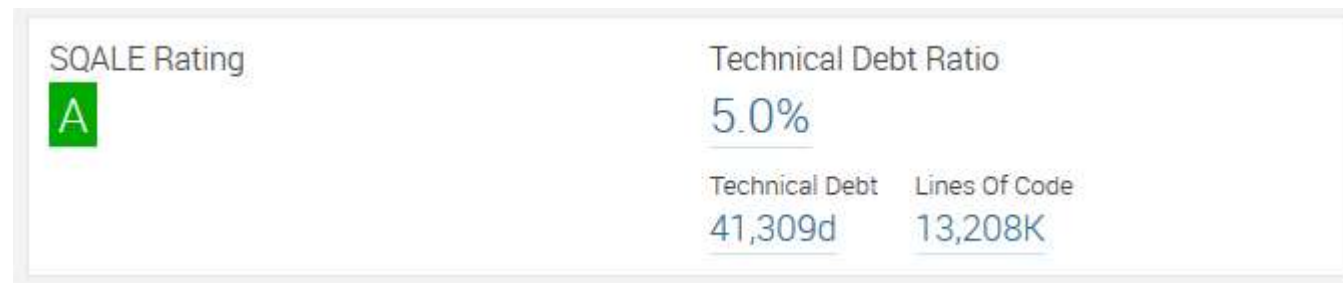 SQALE Rating
A
Technical Debt Ratio
5.0%
Technical Debt Lines Of Code
41,309d 13,208K